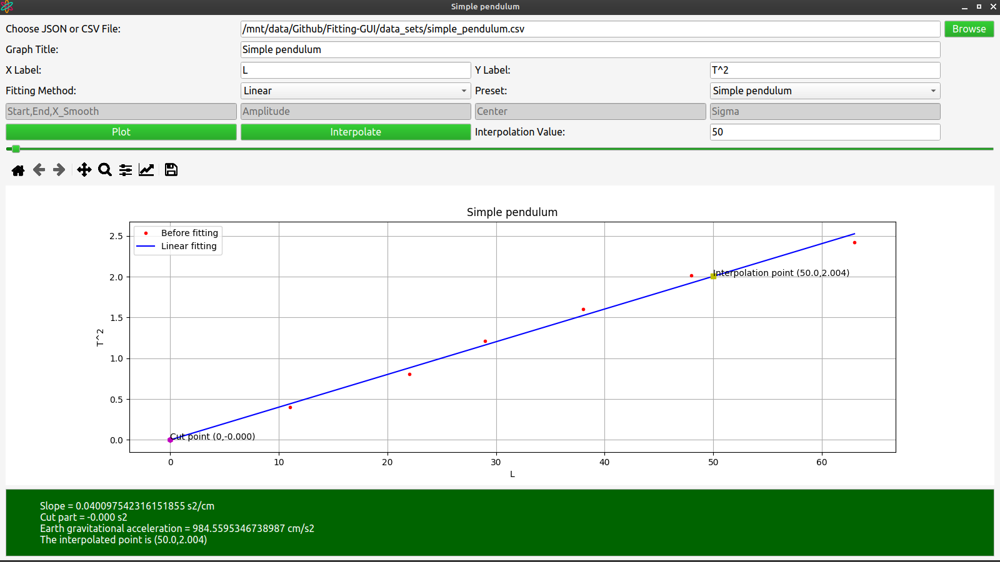 Simple pendulum
Choose JSON or CSV File: /mnt/data/Github/Fitting-GUI/data_sets/simple_pendulum.csv Browse
Graph Title: Simple pendulum
X Label: L Y Label: T^2
Fitting Method: Linear Preset: Simple pendulum
Start,End,X_Smooth Amplitude Center Sigma
Plot Interpolate Interpolation Value: 50
Simple pendulum
Before fitting
Linear fitting
2.5
2.0
1.5
1.0
0.5
0.0
T^2
Interpolation point (50.0,2.004)
Cut point (0,-0.000)
0 10 20 30 40 50 60
L
Slope = 0.040097542316151855 s2/cm
Cut part = -0.000 s2
Earth gravitational acceleration = 984.5595346738987 cm/s2
The interpolated point is (50.0,2.004)